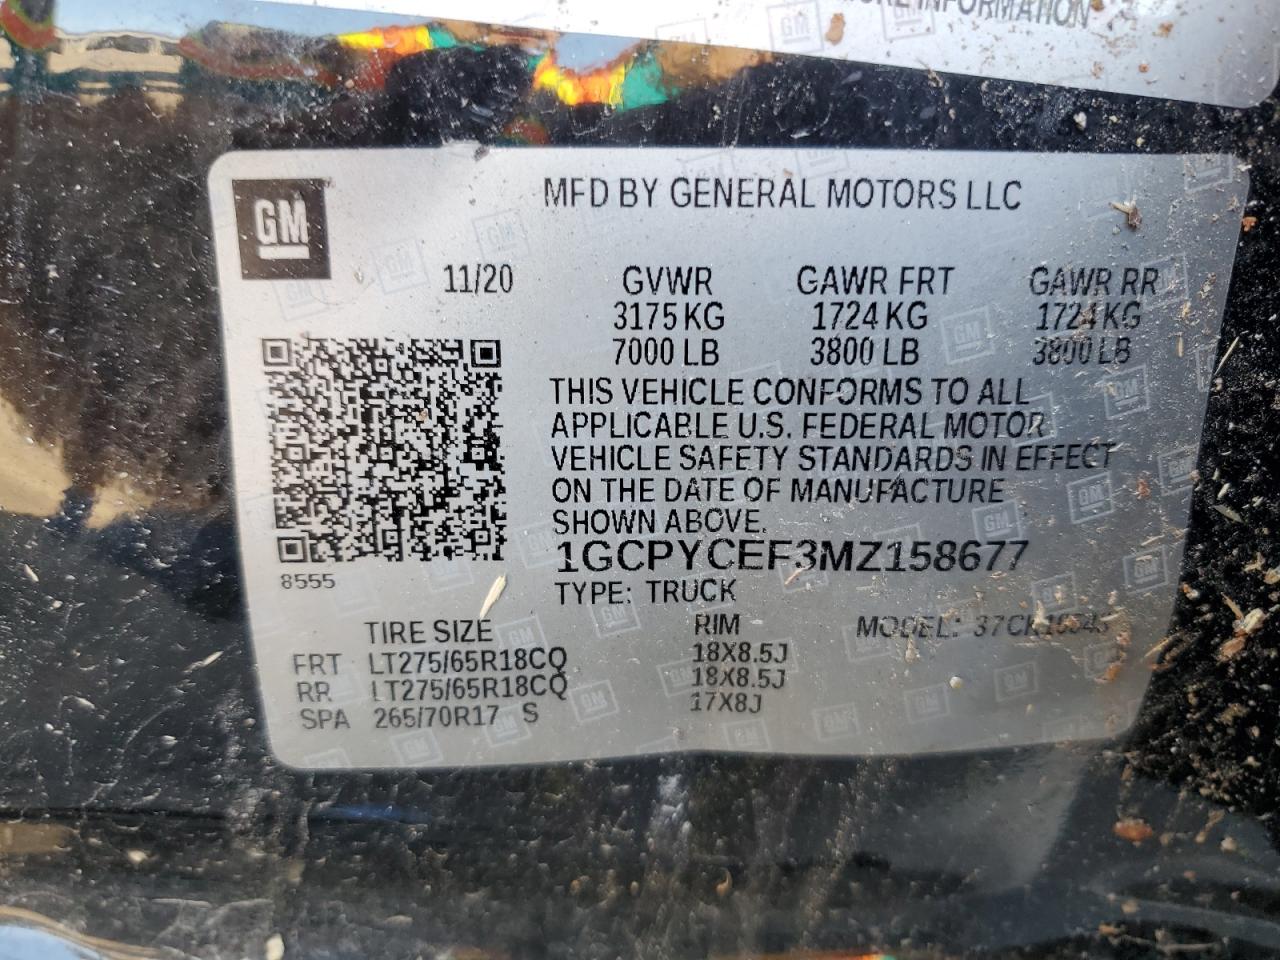 MORE INFORMATION
GM
MFD BY GENERAL MOTORS LLC
11/20 GVWR GAWR FRT GAWR RR
3175 KG 1724 KG 1724 KG
7000 LB 3800 LB 3800 LB
THIS VEHICLE CONFORMS TO ALL
APPLICABLE U.S. FEDERAL MOTOR
VEHICLE SAFETY STANDARDS IN EFFECT
ON THE DATE OF MANUFACTURE
SHOWN ABOVE.
1GCPYCEF3MZ158677
8555
TYPE: TRUCK
TIRE SIZE RIM MODEL:
FRT LT275/65R18CQ 18X8.5J
RR LT275/65R18CQ 18X8.5J
SPA 265/70R17 S 17X8J